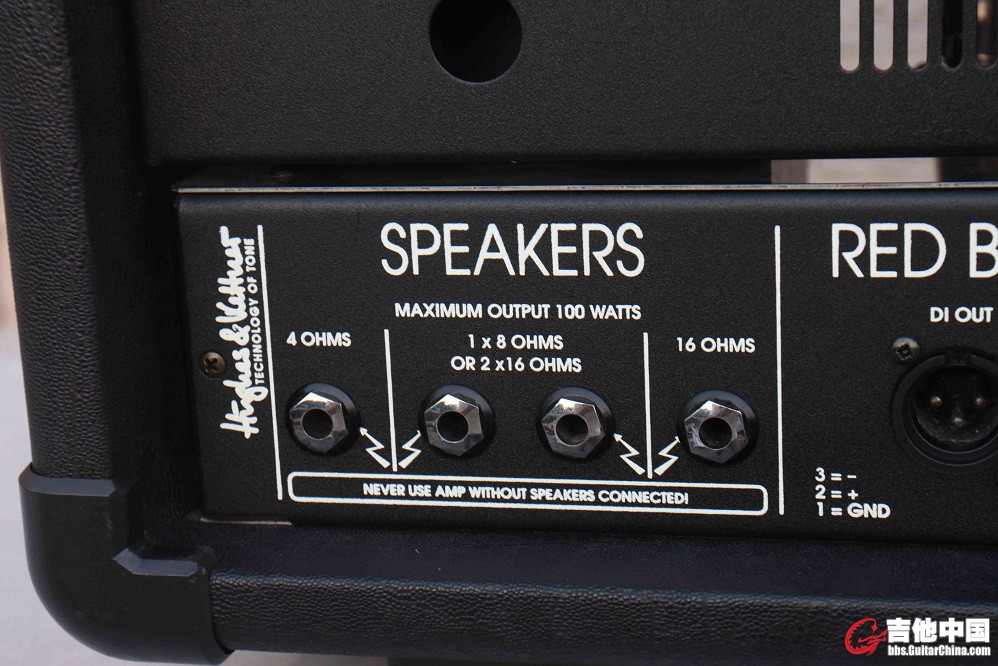 Hughes & Kettner
TECHNOLOGY OF TONE
SPEAKERS
MAXIMUM OUTPUT 100 WATTS
4 OHMS
1 x 8 OHMS
OR 2 x16 OHMS
16 OHMS
NEVER USE AMP WITHOUT SPEAKERS CONNECTED!
RED B
DI OUT
3 = -
2 = +
1 = GND
吉他中国
bbs.GuitarChina.com